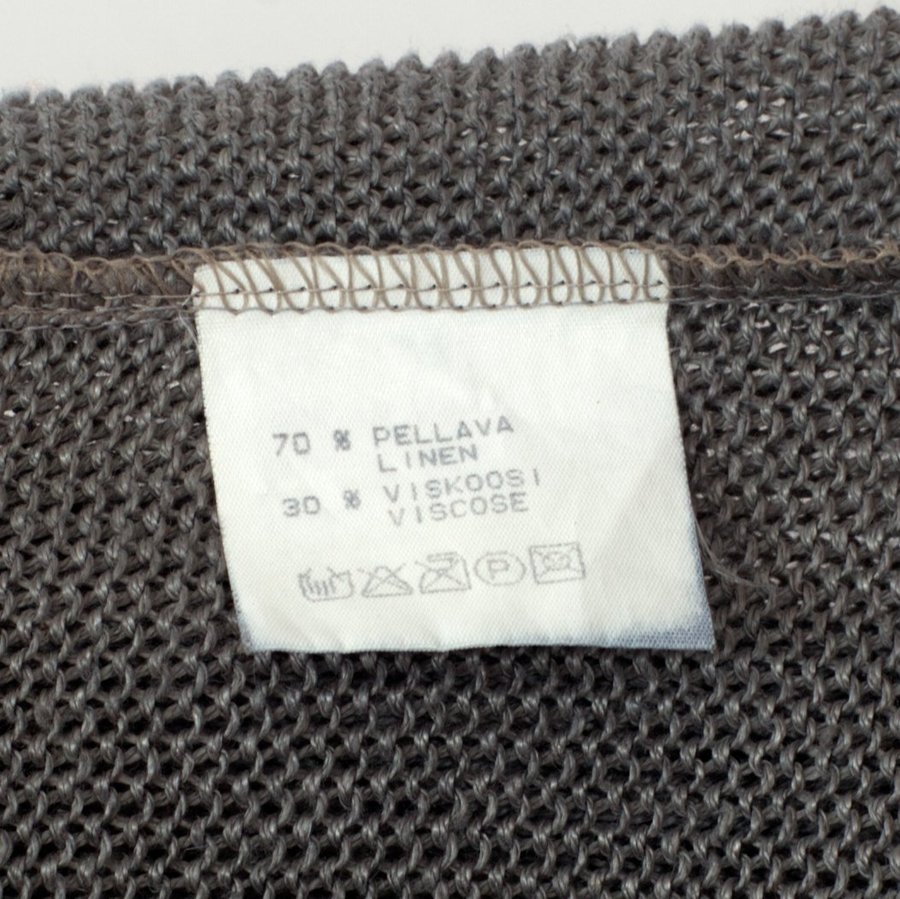 70 % PELLAVA
LINEN
30 % VISKOOSI
VISCOSE
P